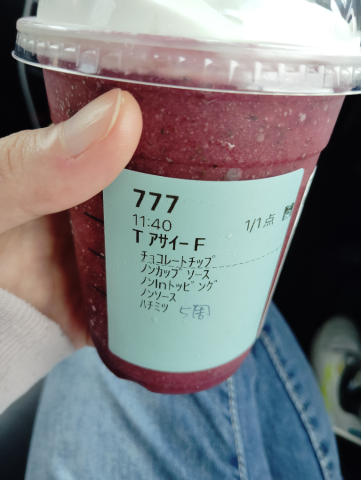 777
11:40
1/1点
T アサイー F
チョコレートチップ
ノンカップ ソース
ノンInトッピング
ノンソース
ハチミツ 5周